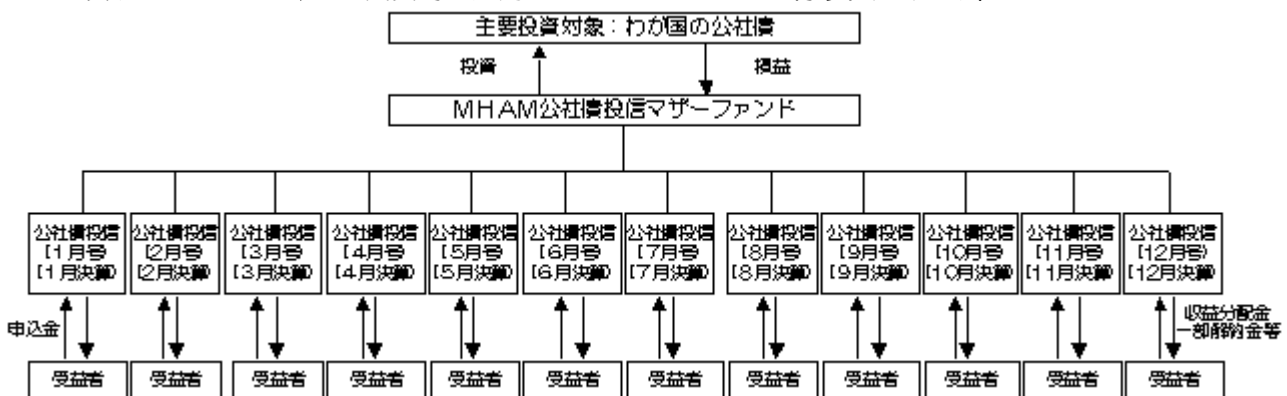 主要投資対象：わが国の公社債
投資
損益
ＭＨＡＭ公社債投信マザーファンド
公社債投信
(1月号)
(1月決算)
公社債投信
(2月号)
(2月決算)
公社債投信
(3月号)
(3月決算)
公社債投信
(4月号)
(4月決算)
公社債投信
(5月号)
(5月決算)
公社債投信
(6月号)
(6月決算)
公社債投信
(7月号)
(7月決算)
公社債投信
(8月号)
(8月決算)
公社債投信
(9月号)
(9月決算)
公社債投信
(10月号)
(10月決算)
公社債投信
(11月号)
(11月決算)
公社債投信
(12月号)
(12月決算)
申込金
収益分配金
一部解約金等
受益者
受益者
受益者
受益者
受益者
受益者
受益者
受益者
受益者
受益者
受益者
受益者